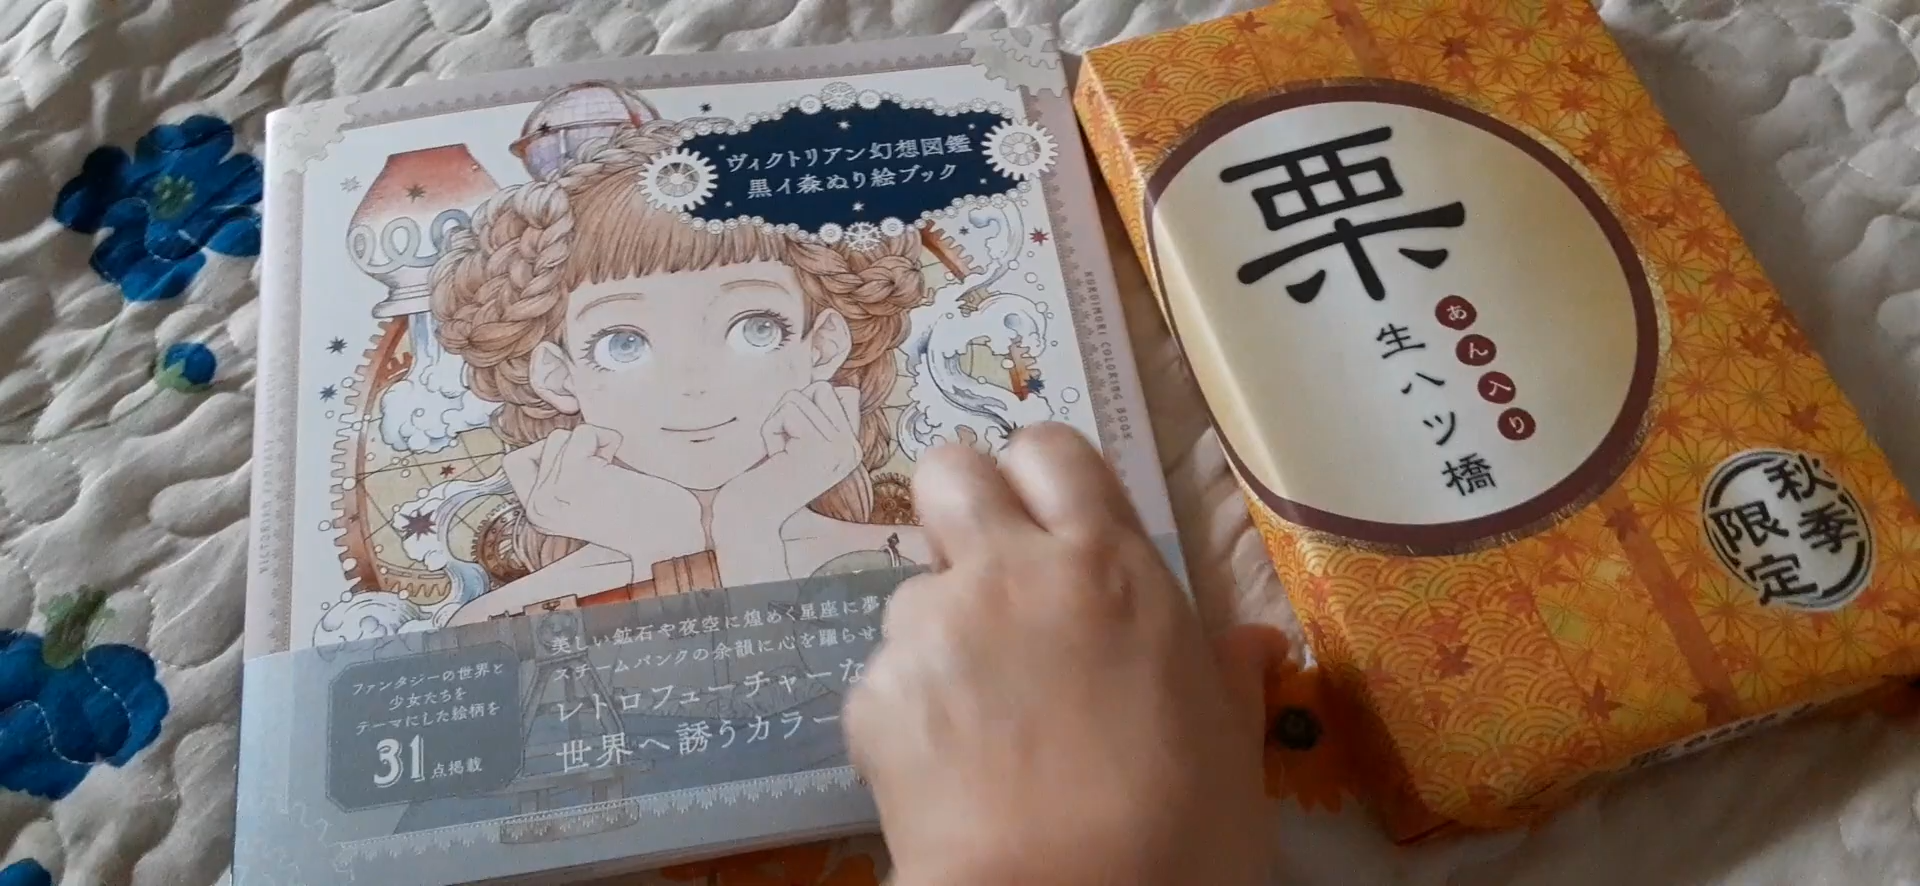 ヴィクトリアン幻想図鑑
黒イ森ぬり絵ブック
KUROIMORI COLORING BOOK
美しい鉱石や夜空に煌めく星座に夢
スチームパンクの余韻に心を躍らせ
レトロフューチャーな
世界へ誘うカラー
ファンタジーの世界と
少女たちを
テーマにした絵柄を
31点掲載
栗
あん入り
生八ツ橋
秋季
限定